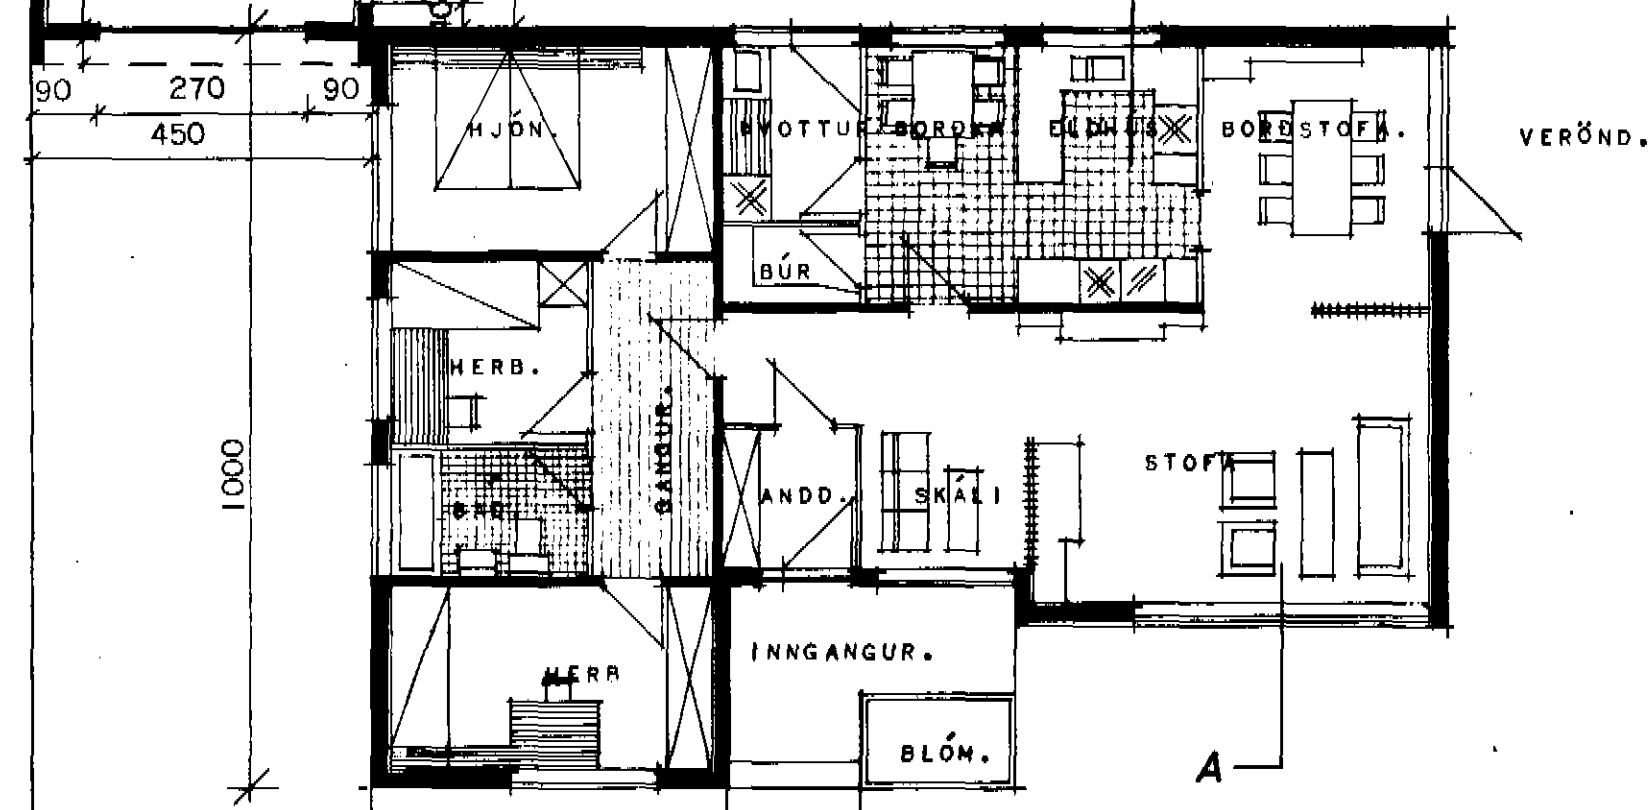 90
270
90
450
HJÓN.
ÞVOTTUR
BORÐKR.
ELDHÚS
BORÐSTOFA.
VERÖND.
BÚR
HERB.
GANGUR.
1000
STOFA
BAÐ.
ANDD.
SKÁLI
INNGANGUR.
HERB
BLÓM.
A